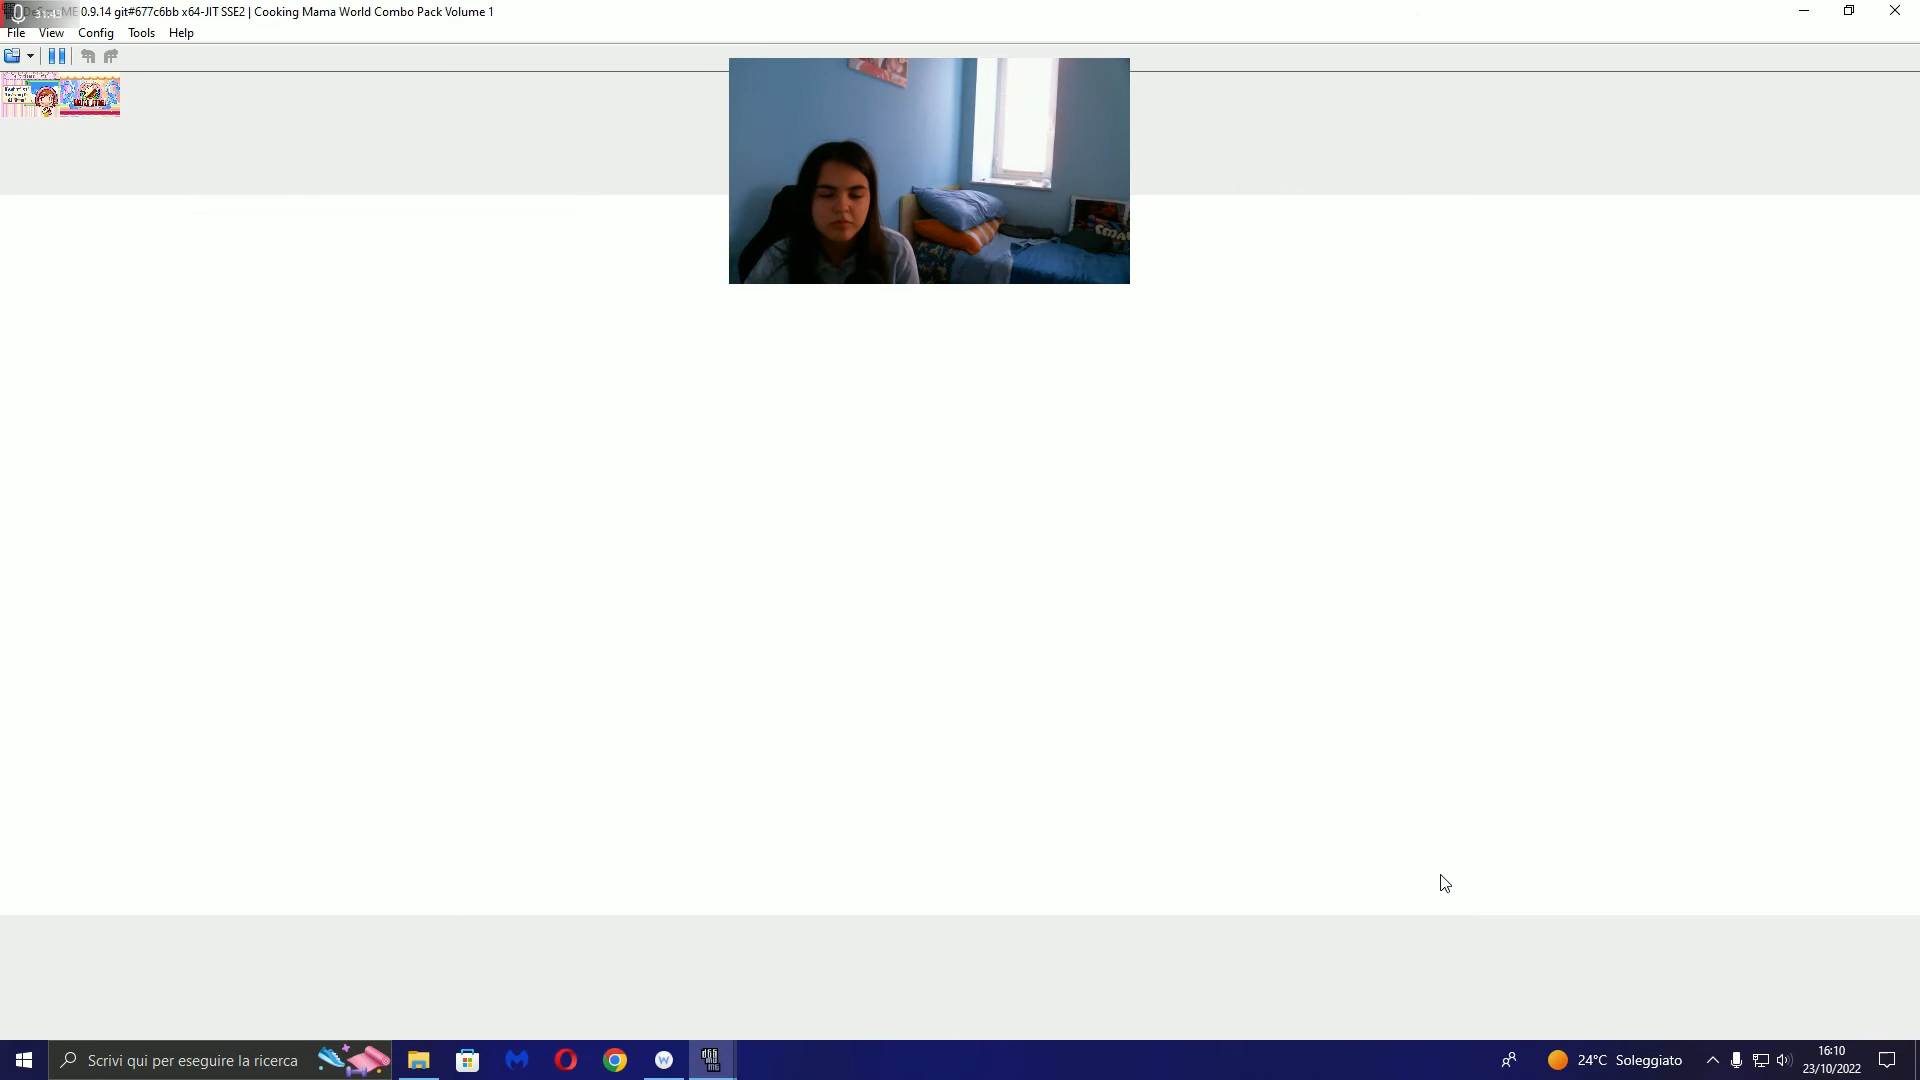 0.9.14 git#677c6bb x64-JIT SSE2 | Cooking Mama World Combo Pack Volume 1
File View Config Tools Help
Scrivi qui per eseguire la ricerca
24°C Soleggiato
16:10
23/10/2022